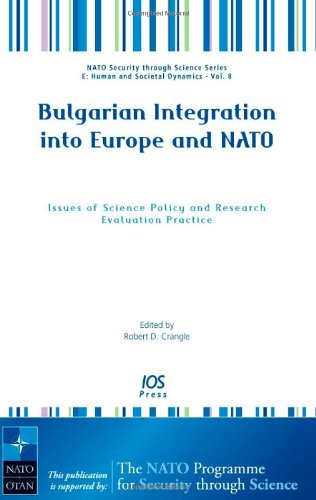 NATO Security through Science Series
E: Human and Societal Dynamics - Vol. 8
Bulgarian Integration
into Europe and NATO
Issues of Science Policy and Research
Evaluation Practice
Edited by
Robert D. Crangle
IOS
Press
NATO
OTAN
This publication
is supported by:
The NATO Programme
for Security through Science